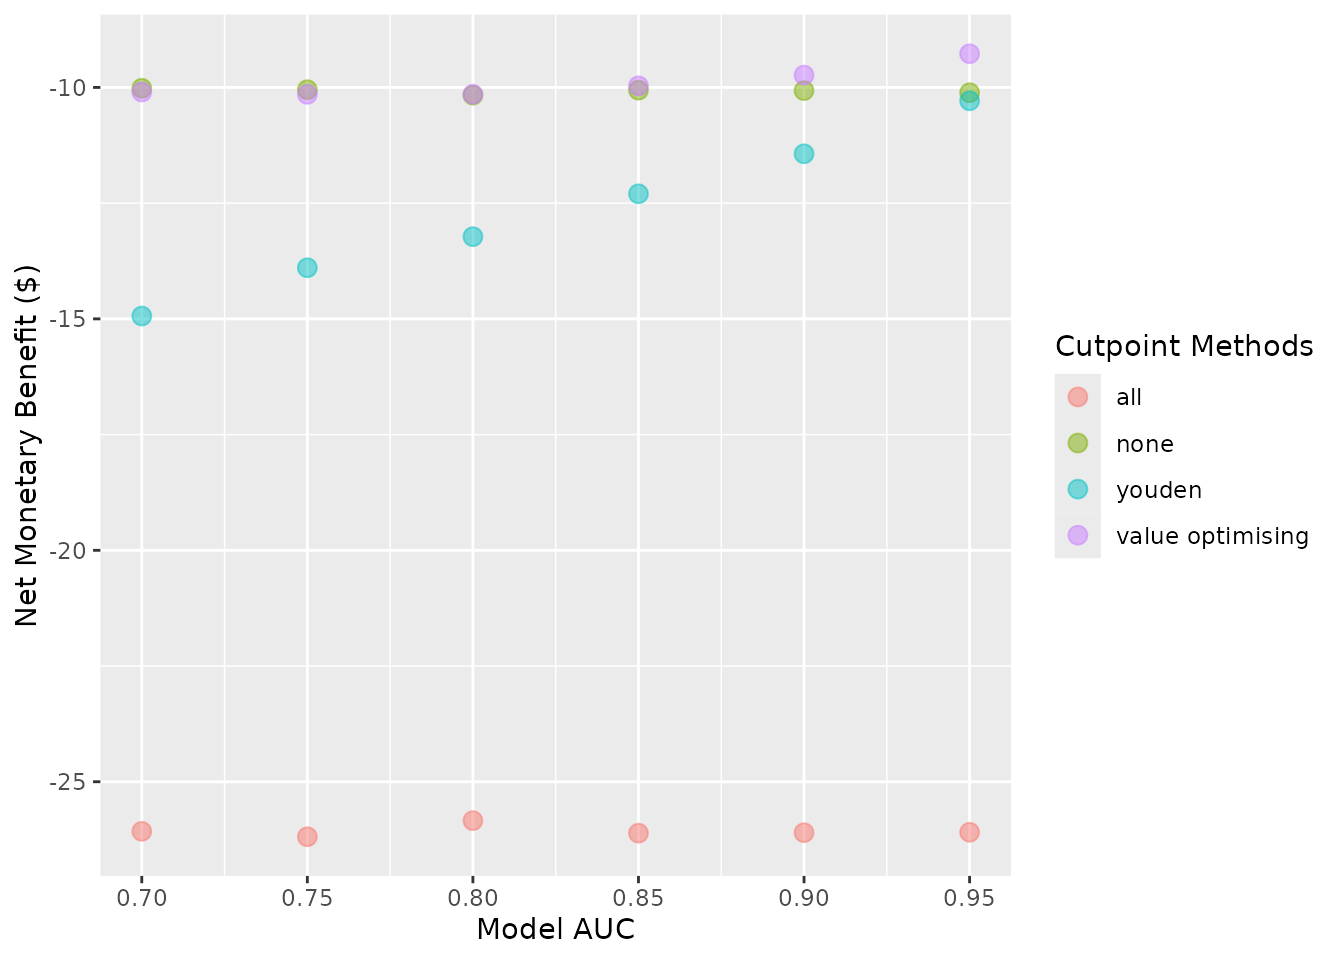 -10
-15
-20
-25
Net Monetary Benefit ($)
0.70 0.75 0.80 0.85 0.90 0.95
Model AUC
Cutpoint Methods
all
none
youden
value optimising